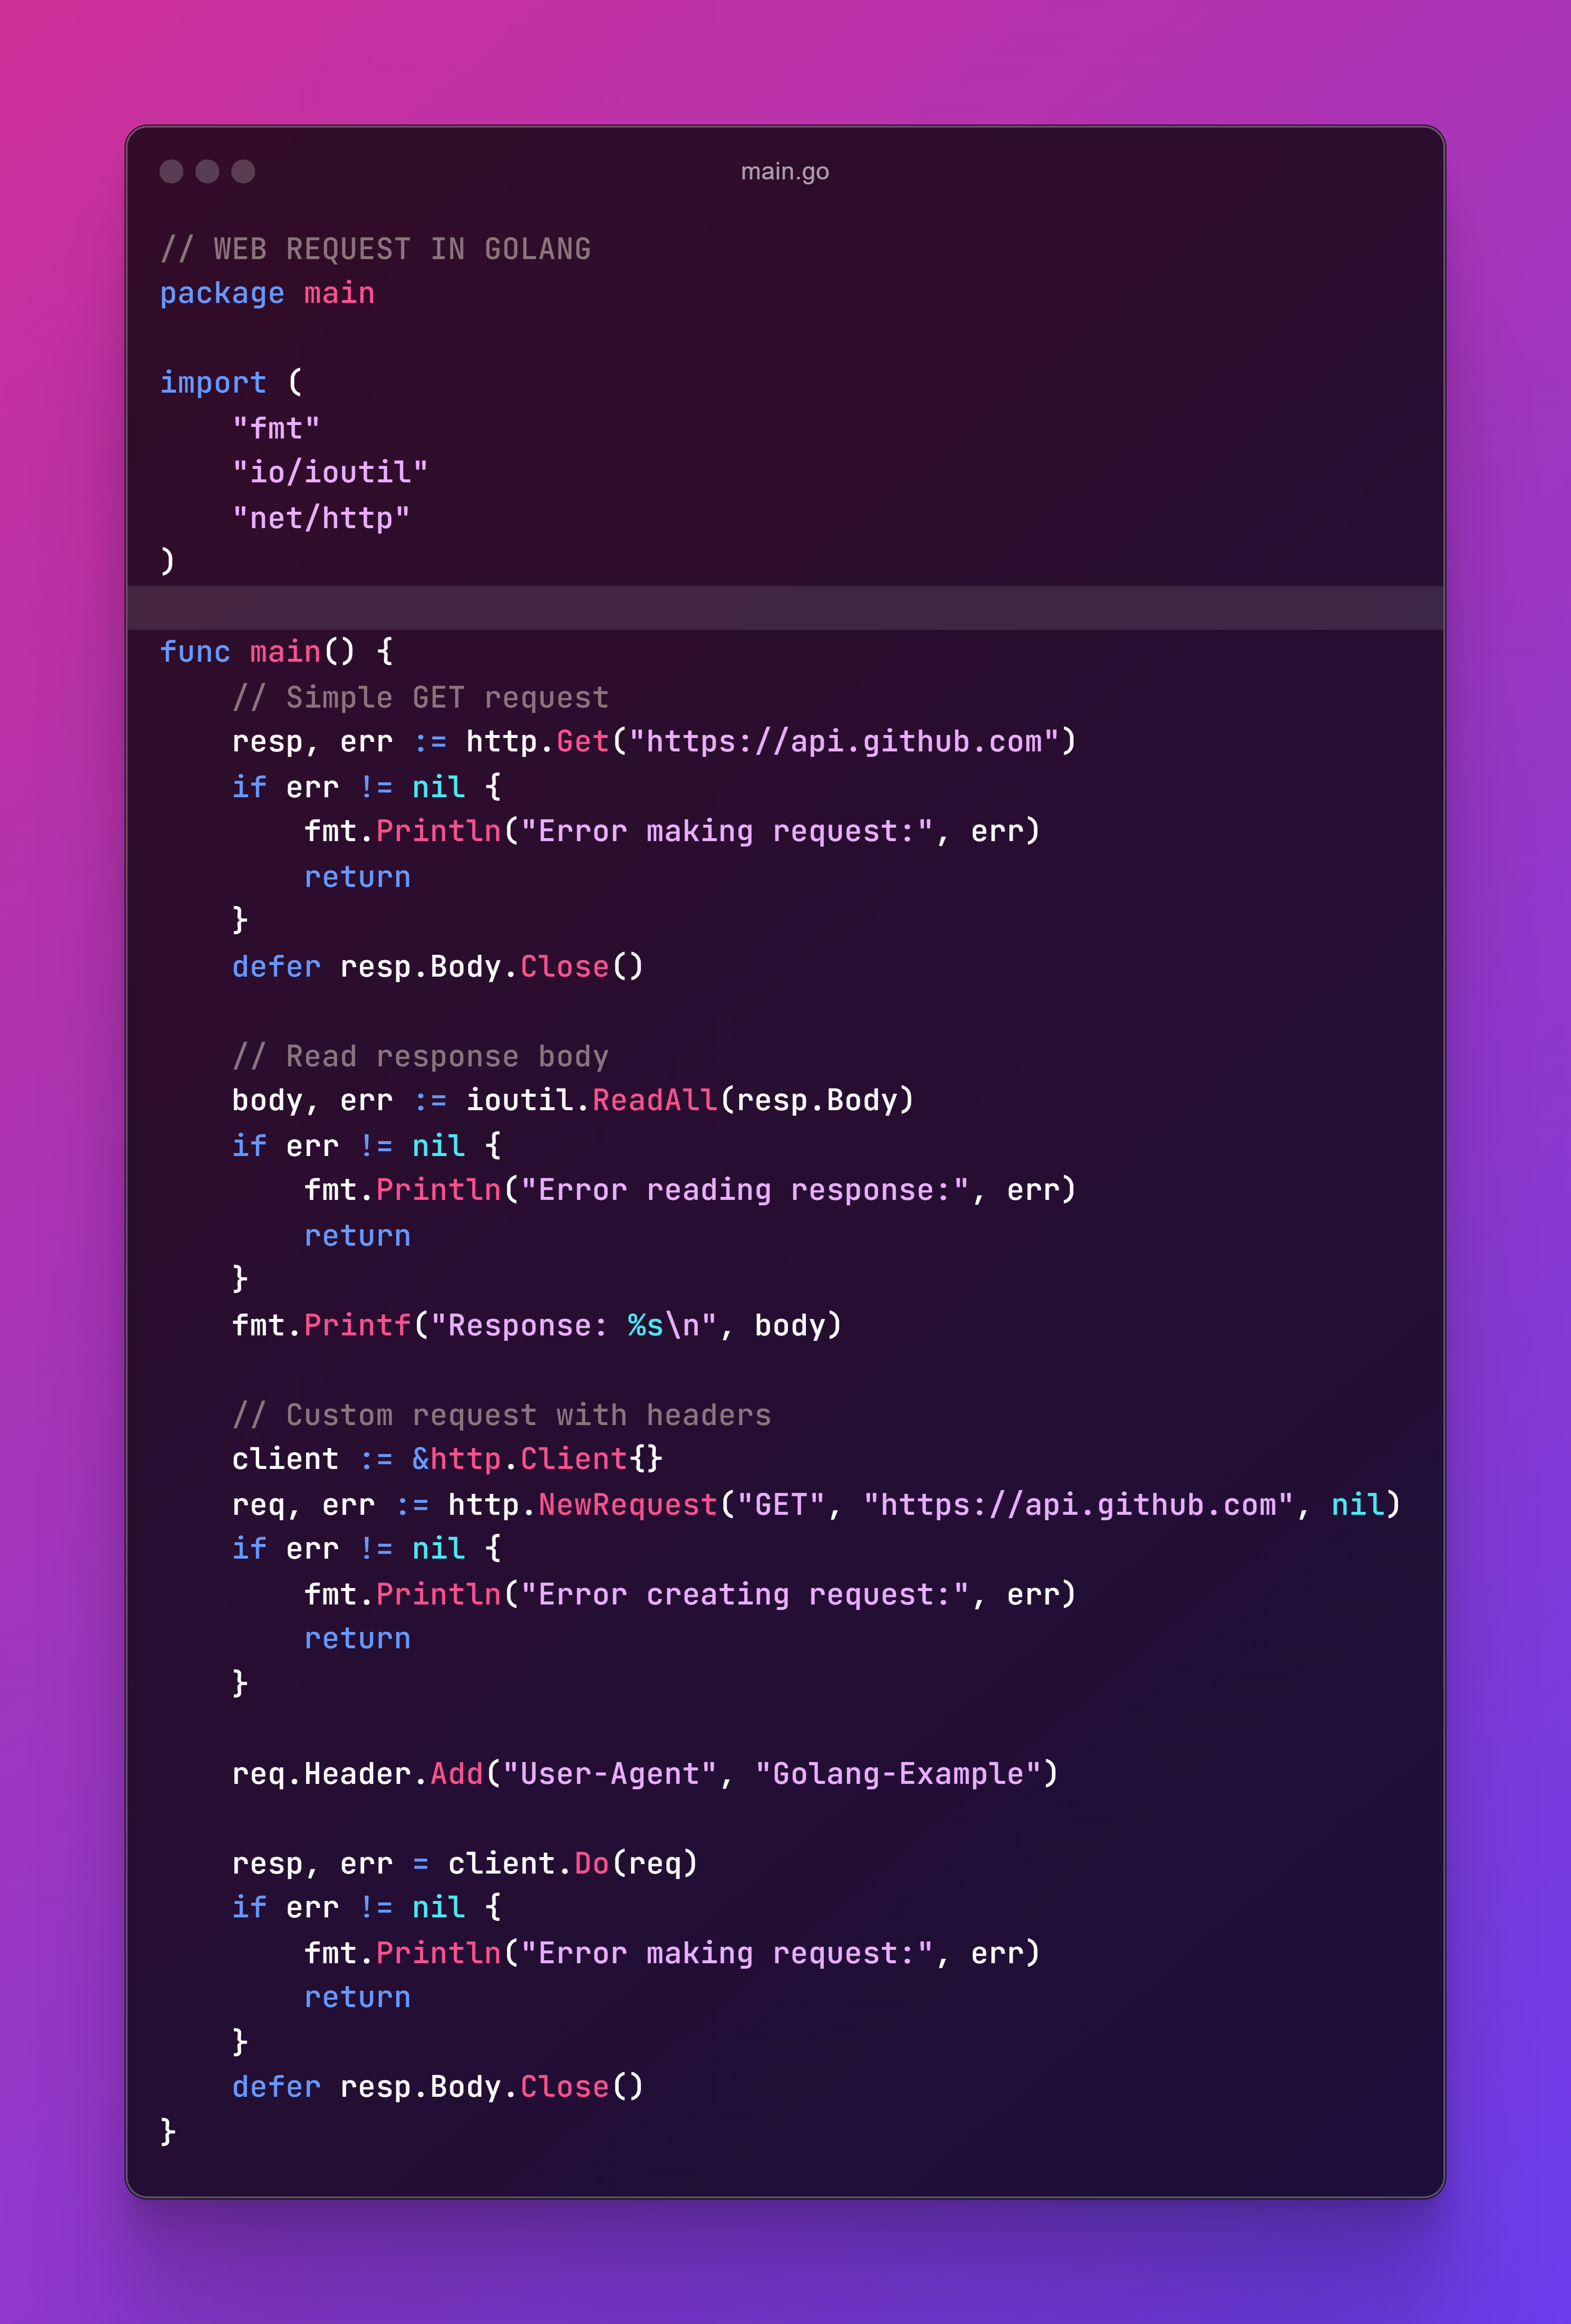 main.go
// WEB REQUEST IN GOLANG
package main

import (
    "fmt"
    "io/ioutil"
    "net/http"
)

func main() {
    // Simple GET request
    resp, err := http.Get("https://api.github.com")
    if err != nil {
        fmt.Println("Error making request:", err)
        return
    }
    defer resp.Body.Close()

    // Read response body
    body, err := ioutil.ReadAll(resp.Body)
    if err != nil {
        fmt.Println("Error reading response:", err)
        return
    }
    fmt.Printf("Response: %s\n", body)

    // Custom request with headers
    client := &http.Client{}
    req, err := http.NewRequest("GET", "https://api.github.com", nil)
    if err != nil {
        fmt.Println("Error creating request:", err)
        return
    }

    req.Header.Add("User-Agent", "Golang-Example")

    resp, err = client.Do(req)
    if err != nil {
        fmt.Println("Error making request:", err)
        return
    }
    defer resp.Body.Close()
}